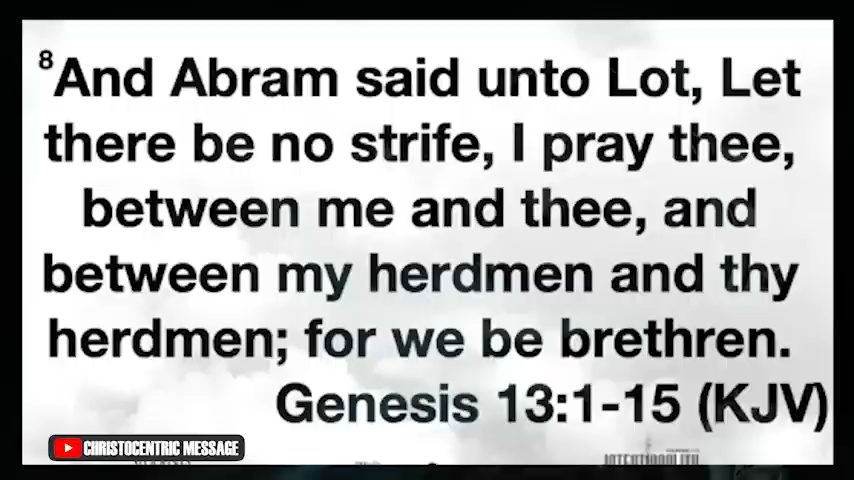 8And Abram said unto Lot, Let
there be no strife, I pray thee,
between me and thee, and
between my herdmen and thy
herdmen; for we be brethren.
Genesis 13:1-15 (KJV)
CHRISTOCENTRIC MESSAGE